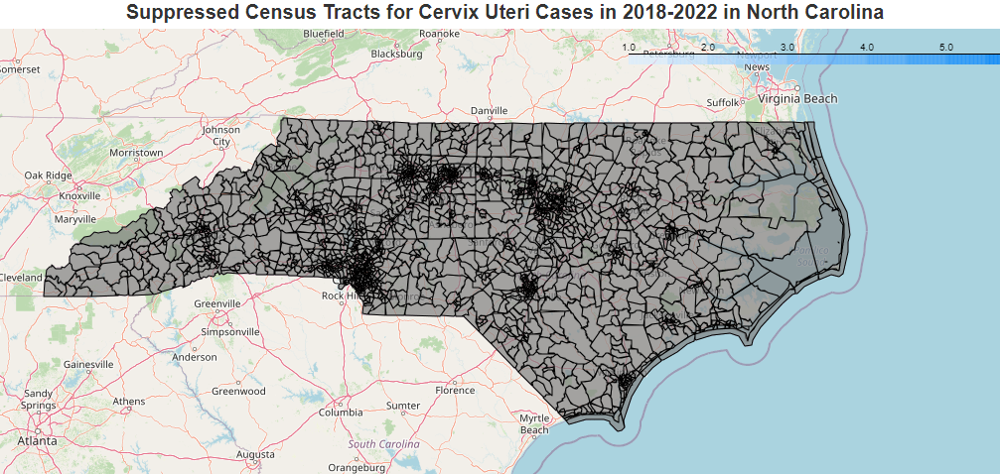 Suppressed Census Tracts for Cervix Uteri Cases in 2018-2022 in North Carolina
Bluefield
Roanoke
Blacksburg
1.0 2.0 3.0 4.0 5.0
Petersburg
Newport
News
Somerset
Suffolk
Virginia Beach
Danville
Johnson
City
Morristown
Oak Ridge
Knoxville
Maryville
Cleveland
Rock Hill
Greenville
Simpsonville
Anderson
Gainesville
Greenwood
Florence
Sandy
Springs
Athens
Columbia
Sumter
Myrtle
Beach
Atlanta
South Carolina
Augusta
Orangeburg